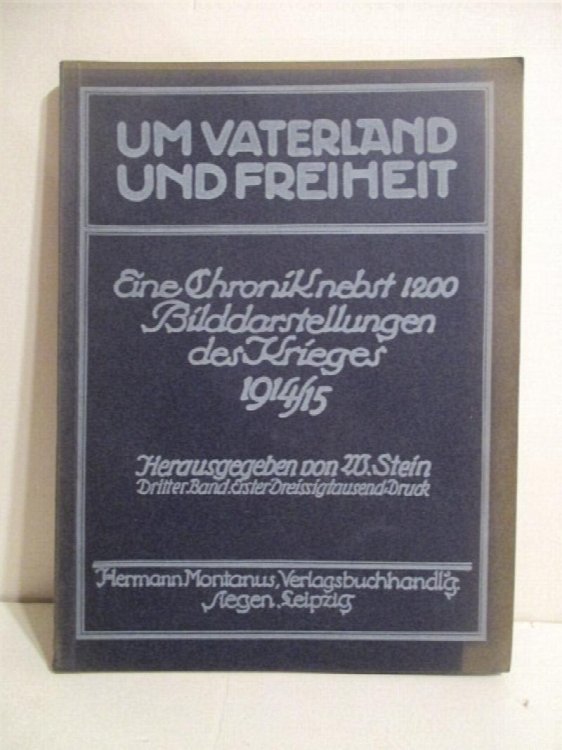 UM VATERLAND
UND FREIHEIT
Eine Chronik nebst 1200
Bilddarstellungen
des Krieges
1914/15
Herausgegeben von W. Stein
Dritter Band. Erster Dreissigtausend-Druck
Hermann Montanus, Verlagsbuchhandl'g.
Siegen. Leipzig